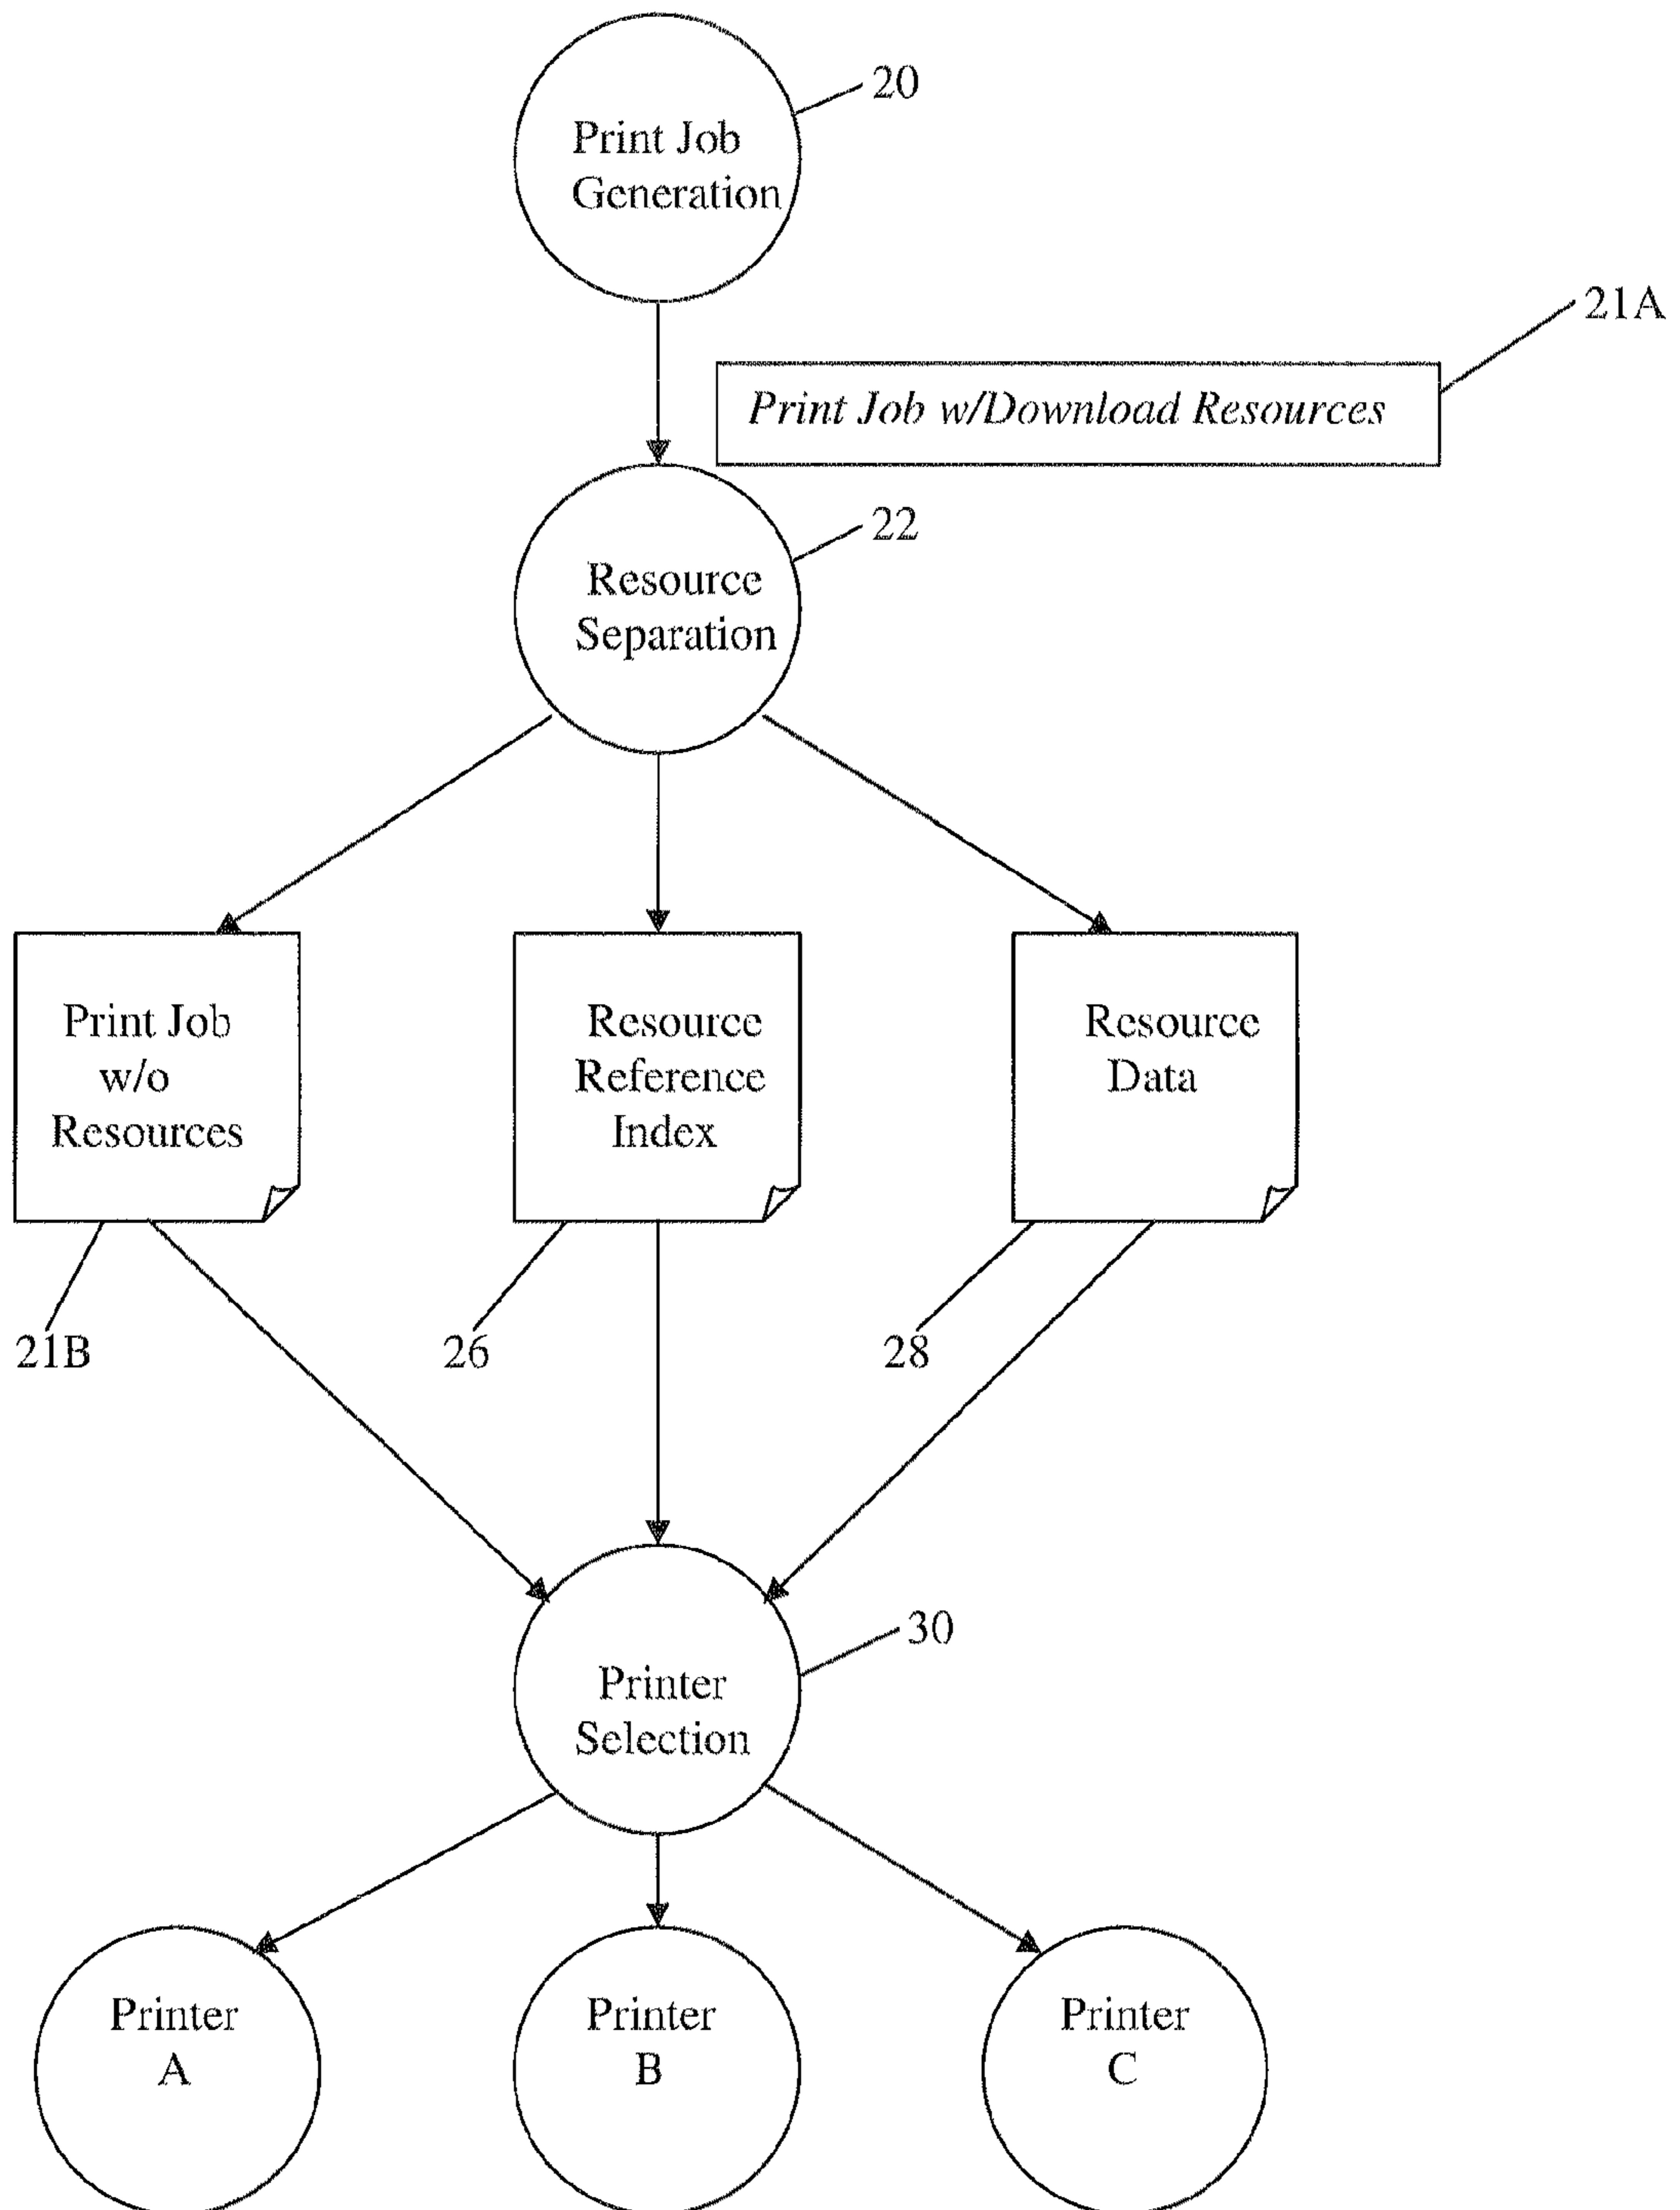 20
Print Job
Generation
21A
Print Job w/Download Resources
22
Resource
Separation
Print Job
w/o
Resources
Resource
Reference
Index
Resource
Data
21B
26
28
30
Printer
Selection
Printer
A
Printer
B
Printer
C